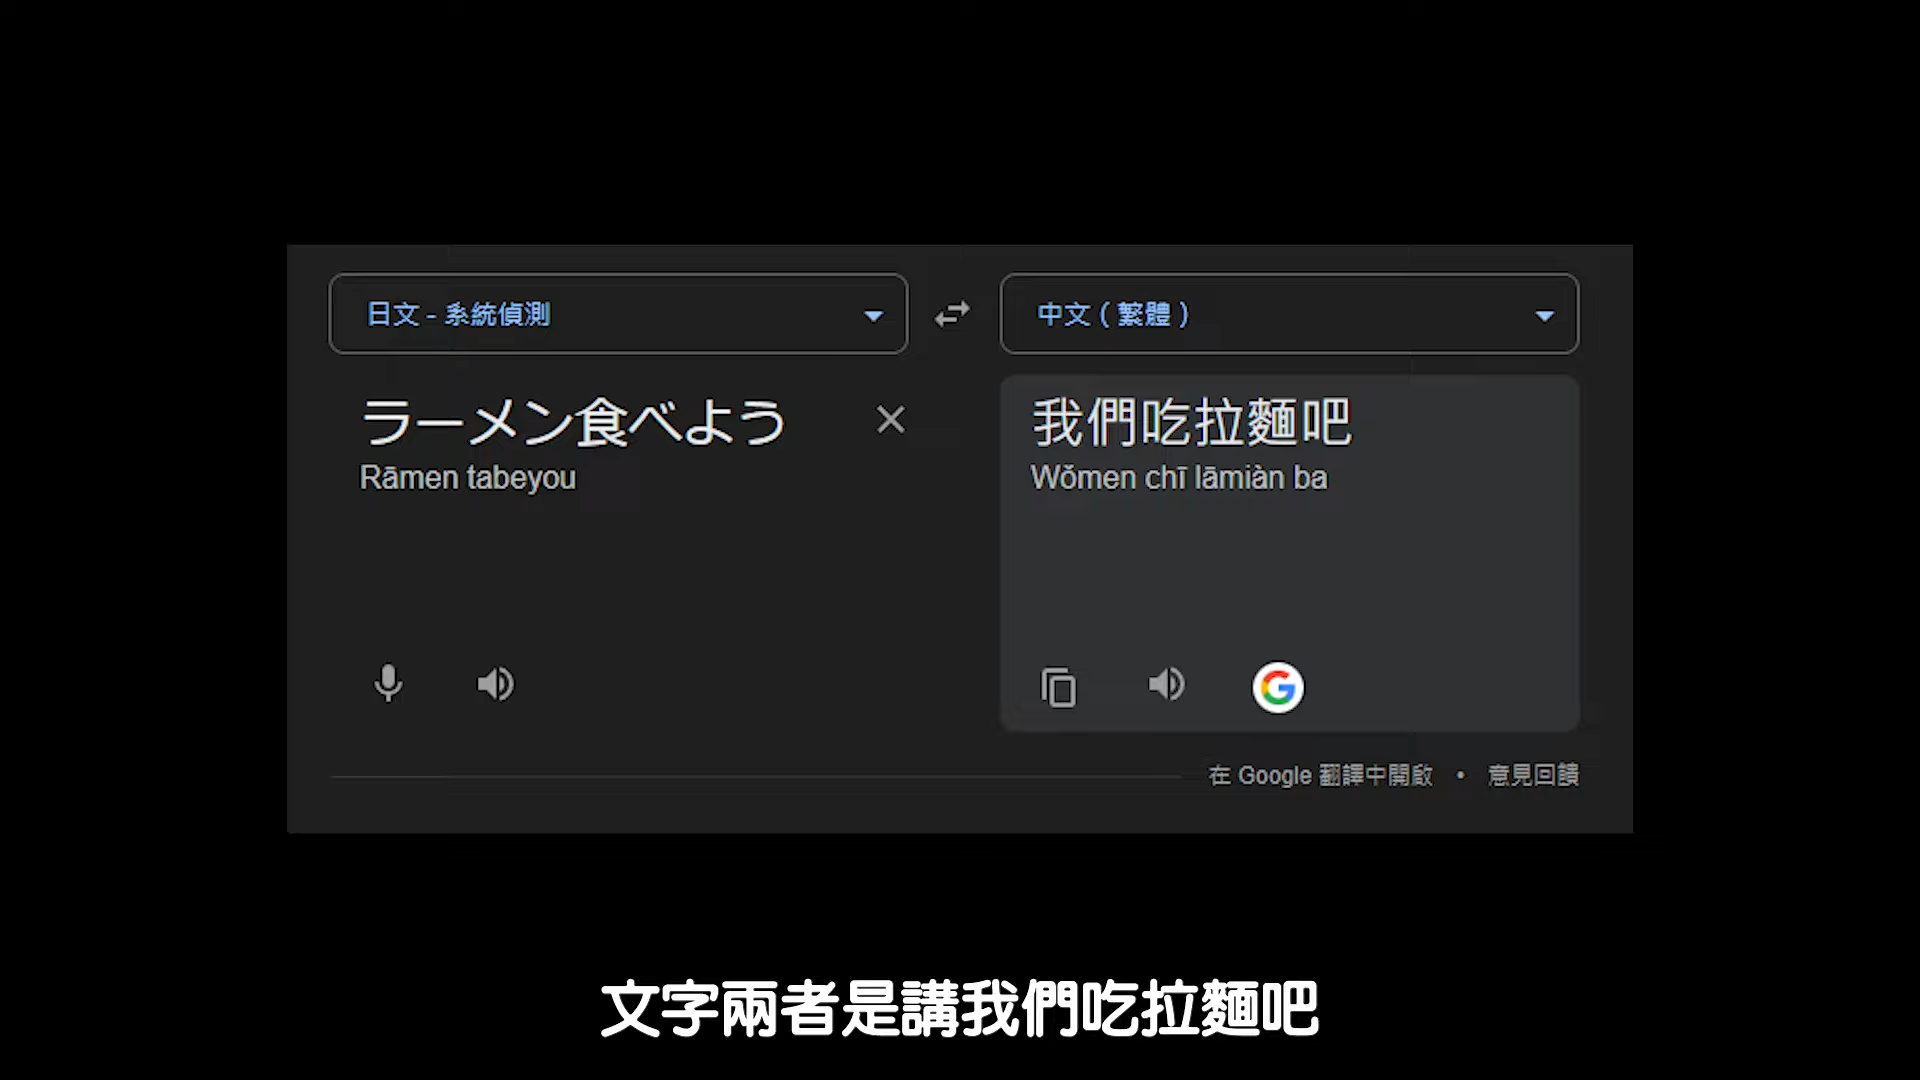 日文 - 系統偵測
中文（繁體）
ラーメン食べよう
Rāmen tabeyou
我們吃拉麵吧
Wǒmen chī lāmiàn ba
在 Google 翻譯中開啟 • 意見回饋
文字兩者是講我們吃拉麵吧